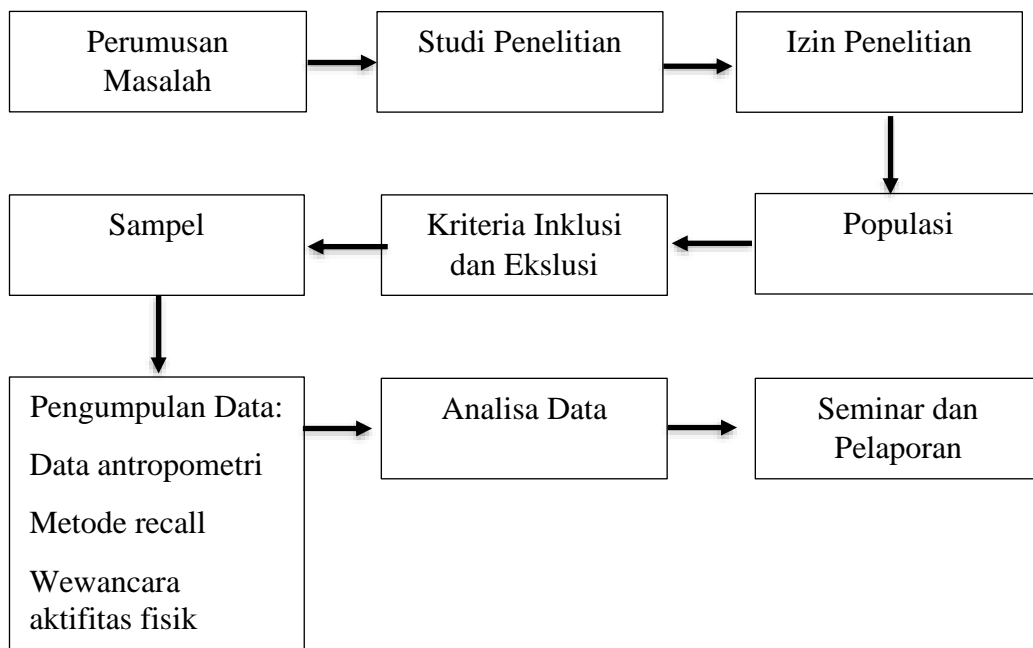 Perumusan
Masalah
Studi Penelitian
Izin Penelitian
Populasi
Kriteria Inklusi
dan Ekslusi
Sampel
Pengumpulan Data:
Data antropometri
Metode recall
Wewancara
aktifitas fisik
Analisa Data
Seminar dan
Pelaporan